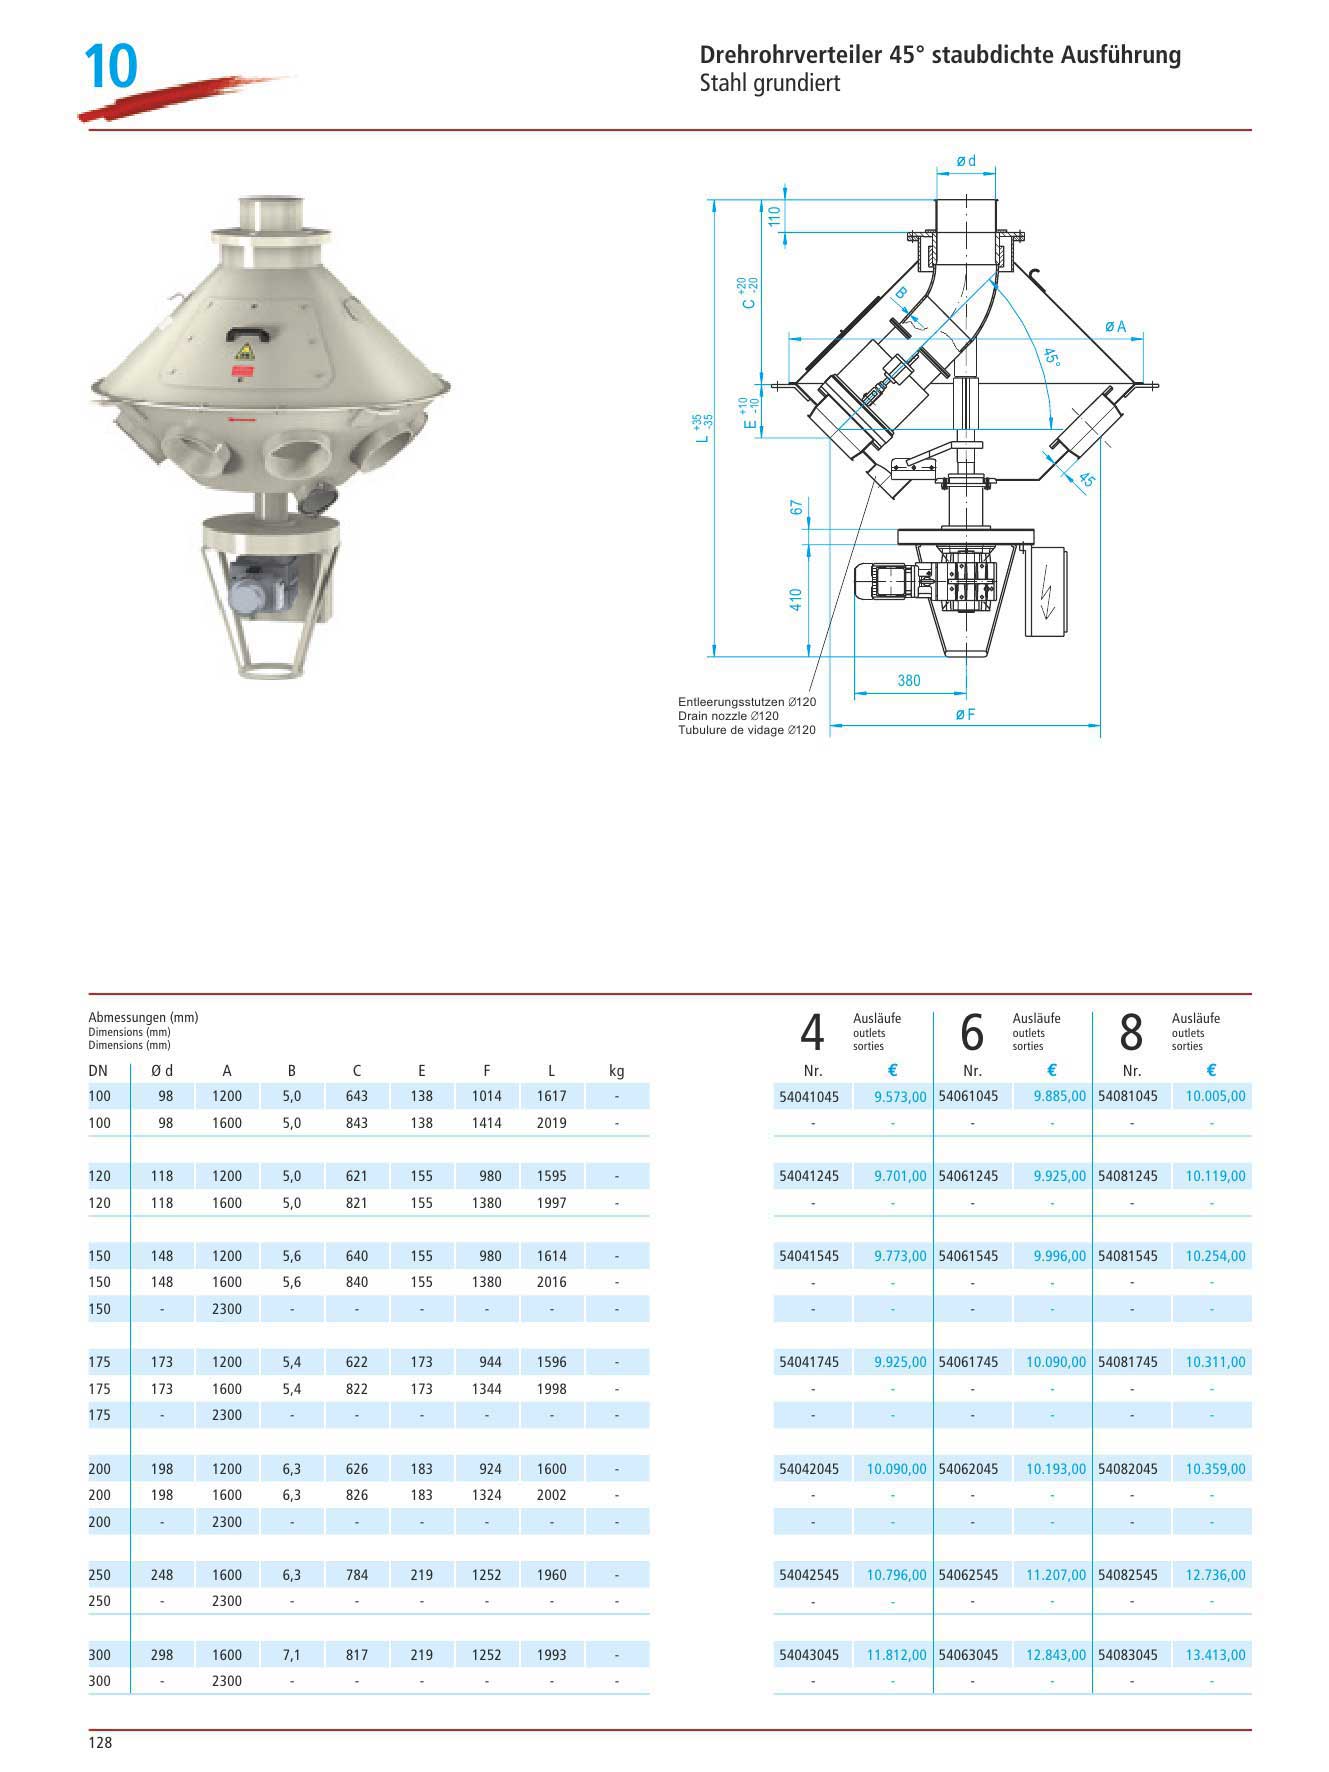 10
Drehrohrverteiler 45° staubdichte Ausführung
Stahl grundiert
ø d
110
C +20 -20
B
ø A
45°
E +10 -10
L +35 -35
45
67
410
380
ø F
Entleerungsstutzen ∅120
Drain nozzle ∅120
Tubulure de vidage ∅120
Abmessungen (mm)
Dimensions (mm)
Dimensions (mm)
4 Ausläufe outlets sorties 6 Ausläufe outlets sorties 8 Ausläufe outlets sorties
DN Ø d A B C E F L kg Nr. € Nr. € Nr. €
100 98 1200 5,0 643 138 1014 1617 - 54041045 9.573,00 54061045 9.885,00 54081045 10.005,00
100 98 1600 5,0 843 138 1414 2019 - - - - - - -
120 118 1200 5,0 621 155 980 1595 - 54041245 9.701,00 54061245 9.925,00 54081245 10.119,00
120 118 1600 5,0 821 155 1380 1997 - - - - - - -
150 148 1200 5,6 640 155 980 1614 - 54041545 9.773,00 54061545 9.996,00 54081545 10.254,00
150 148 1600 5,6 840 155 1380 2016 - - - - - - -
150 - 2300 - - - - - - - - - - - -
175 173 1200 5,4 622 173 944 1596 - 54041745 9.925,00 54061745 10.090,00 54081745 10.311,00
175 173 1600 5,4 822 173 1344 1998 - - - - - - -
175 - 2300 - - - - - - - - - - - -
200 198 1200 6,3 626 183 924 1600 - 54042045 10.090,00 54062045 10.193,00 54082045 10.359,00
200 198 1600 6,3 826 183 1324 2002 - - - - - - -
200 - 2300 - - - - - - - - - - - -
250 248 1600 6,3 784 219 1252 1960 - 54042545 10.796,00 54062545 11.207,00 54082545 12.736,00
250 - 2300 - - - - - - - - - - - -
300 298 1600 7,1 817 219 1252 1993 - 54043045 11.812,00 54063045 12.843,00 54083045 13.413,00
300 - 2300 - - - - - - - - - - - -
128